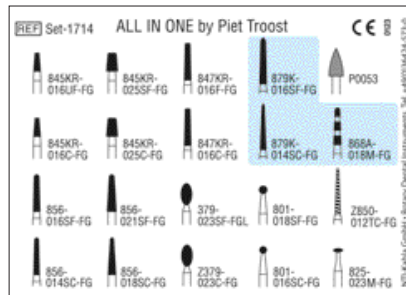 REF Set-1714 ALL IN ONE by Piet Troost CE 0123
845KR-
016UF-FG
845KR-
025SF-FG
847KR-
016F-FG
879K-
016SF-FG
P0053
845KR-
016C-FG
845KR-
025C-FG
847KR-
016C-FG
879K-
014SC-FG
868A-
018M-FG
856-
016SF-FG
856-
021SF-FG
379-
023SF-FGL
801-
018SF-FG
Z850-
012TC-FG
856-
014SC-FG
856-
018SC-FG
Z379-
023C-FG
801-
016SC-FG
825-
023M-FG